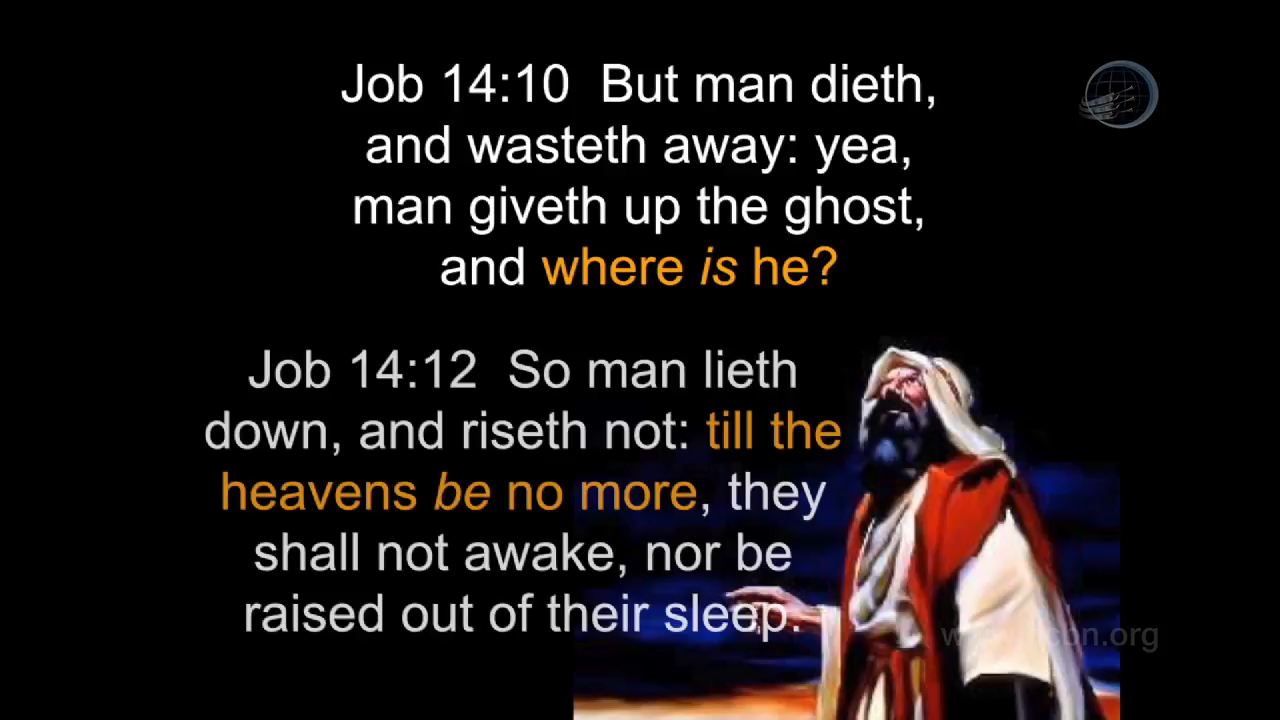 Job 14:10  But man dieth,
and wasteth away: yea,
man giveth up the ghost,
and where is he?
Job 14:12  So man lieth
down, and riseth not: till the
heavens be no more, they
shall not awake, nor be
raised out of their sleep.